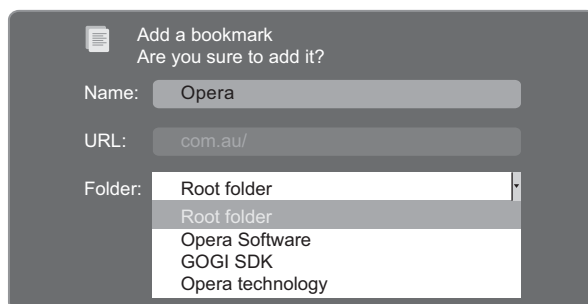 Add a bookmark
Are you sure to add it?
Name: Opera
URL: com.au/
Folder: Root folder
Root folder
Opera Software
GOGI SDK
Opera technology